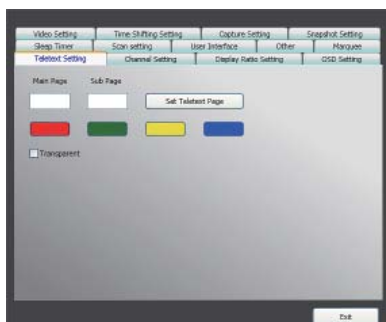 Video Setting Time Shifting Setting Capture Setting Snapshot Setting
Sleep Timer Scan setting User Interface Other Marquee
Teletext Setting Channel Setting Display Ratio Setting OSD Setting
Main Page Sub Page
Set Teletext Page
Transparent
Exit